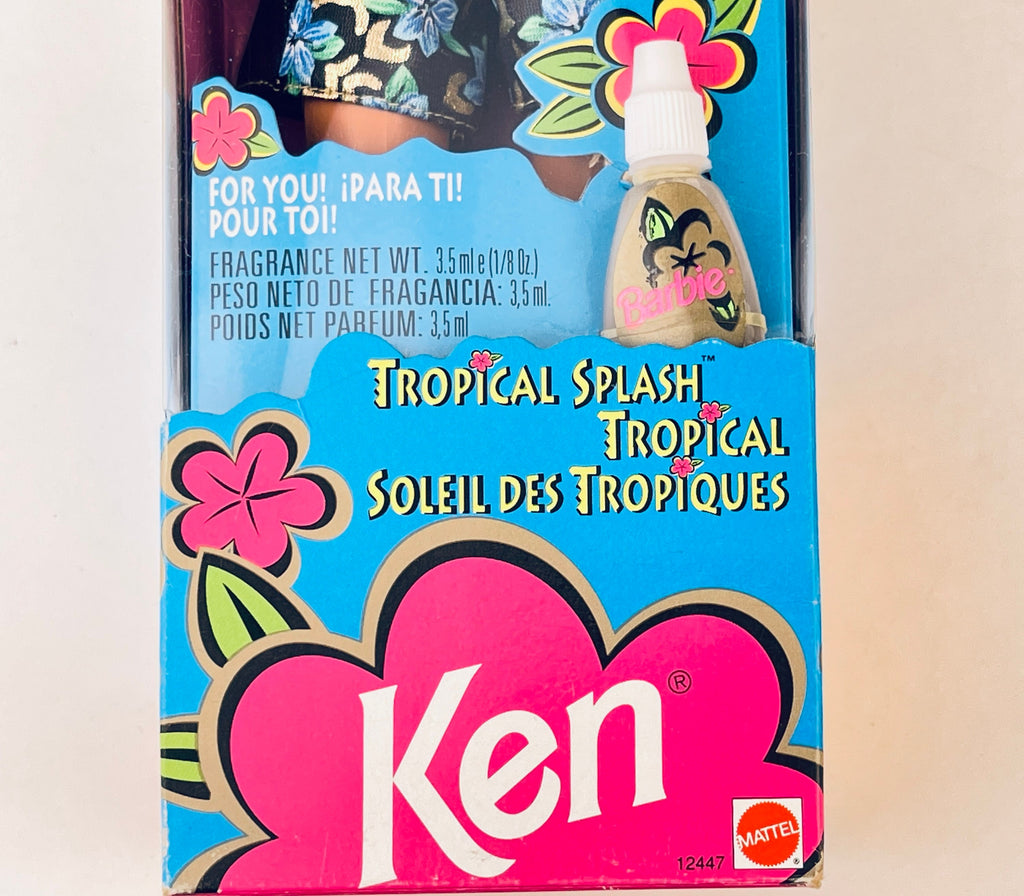 FOR YOU! ¡PARA TI!
POUR TOI!
FRAGRANCE NET WT. 3.5 ml e (1/8 Oz.)
PESO NETO DE FRAGANCIA: 3,5 ml.
POIDS NET PARFUM: 3,5 ml
Barbie
TROPICAL SPLASH™
TROPICAL
SOLEIL DES TROPIQUES
Ken®
12447
MATTEL®